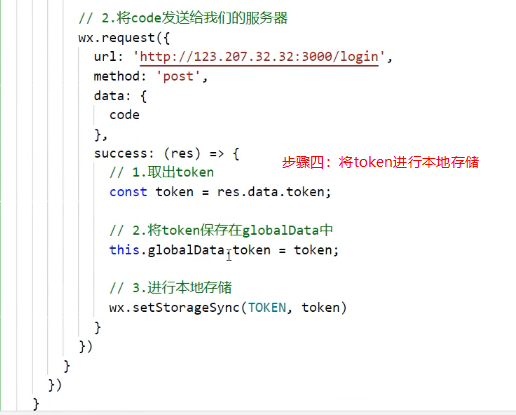 // 2.将code发送给我们的服务器
wx.request({
url: 'http://123.207.32.32:3000/login',
method: 'post',
data: {
code
},
success: (res) => {
步骤四：将token进行本地存储
// 1.取出token
const token = res.data.token;
// 2.将token保存在globalData中
this.globalData.token = token;
// 3.进行本地存储
wx.setStorageSync(TOKEN, token)
}
})
}
})
}